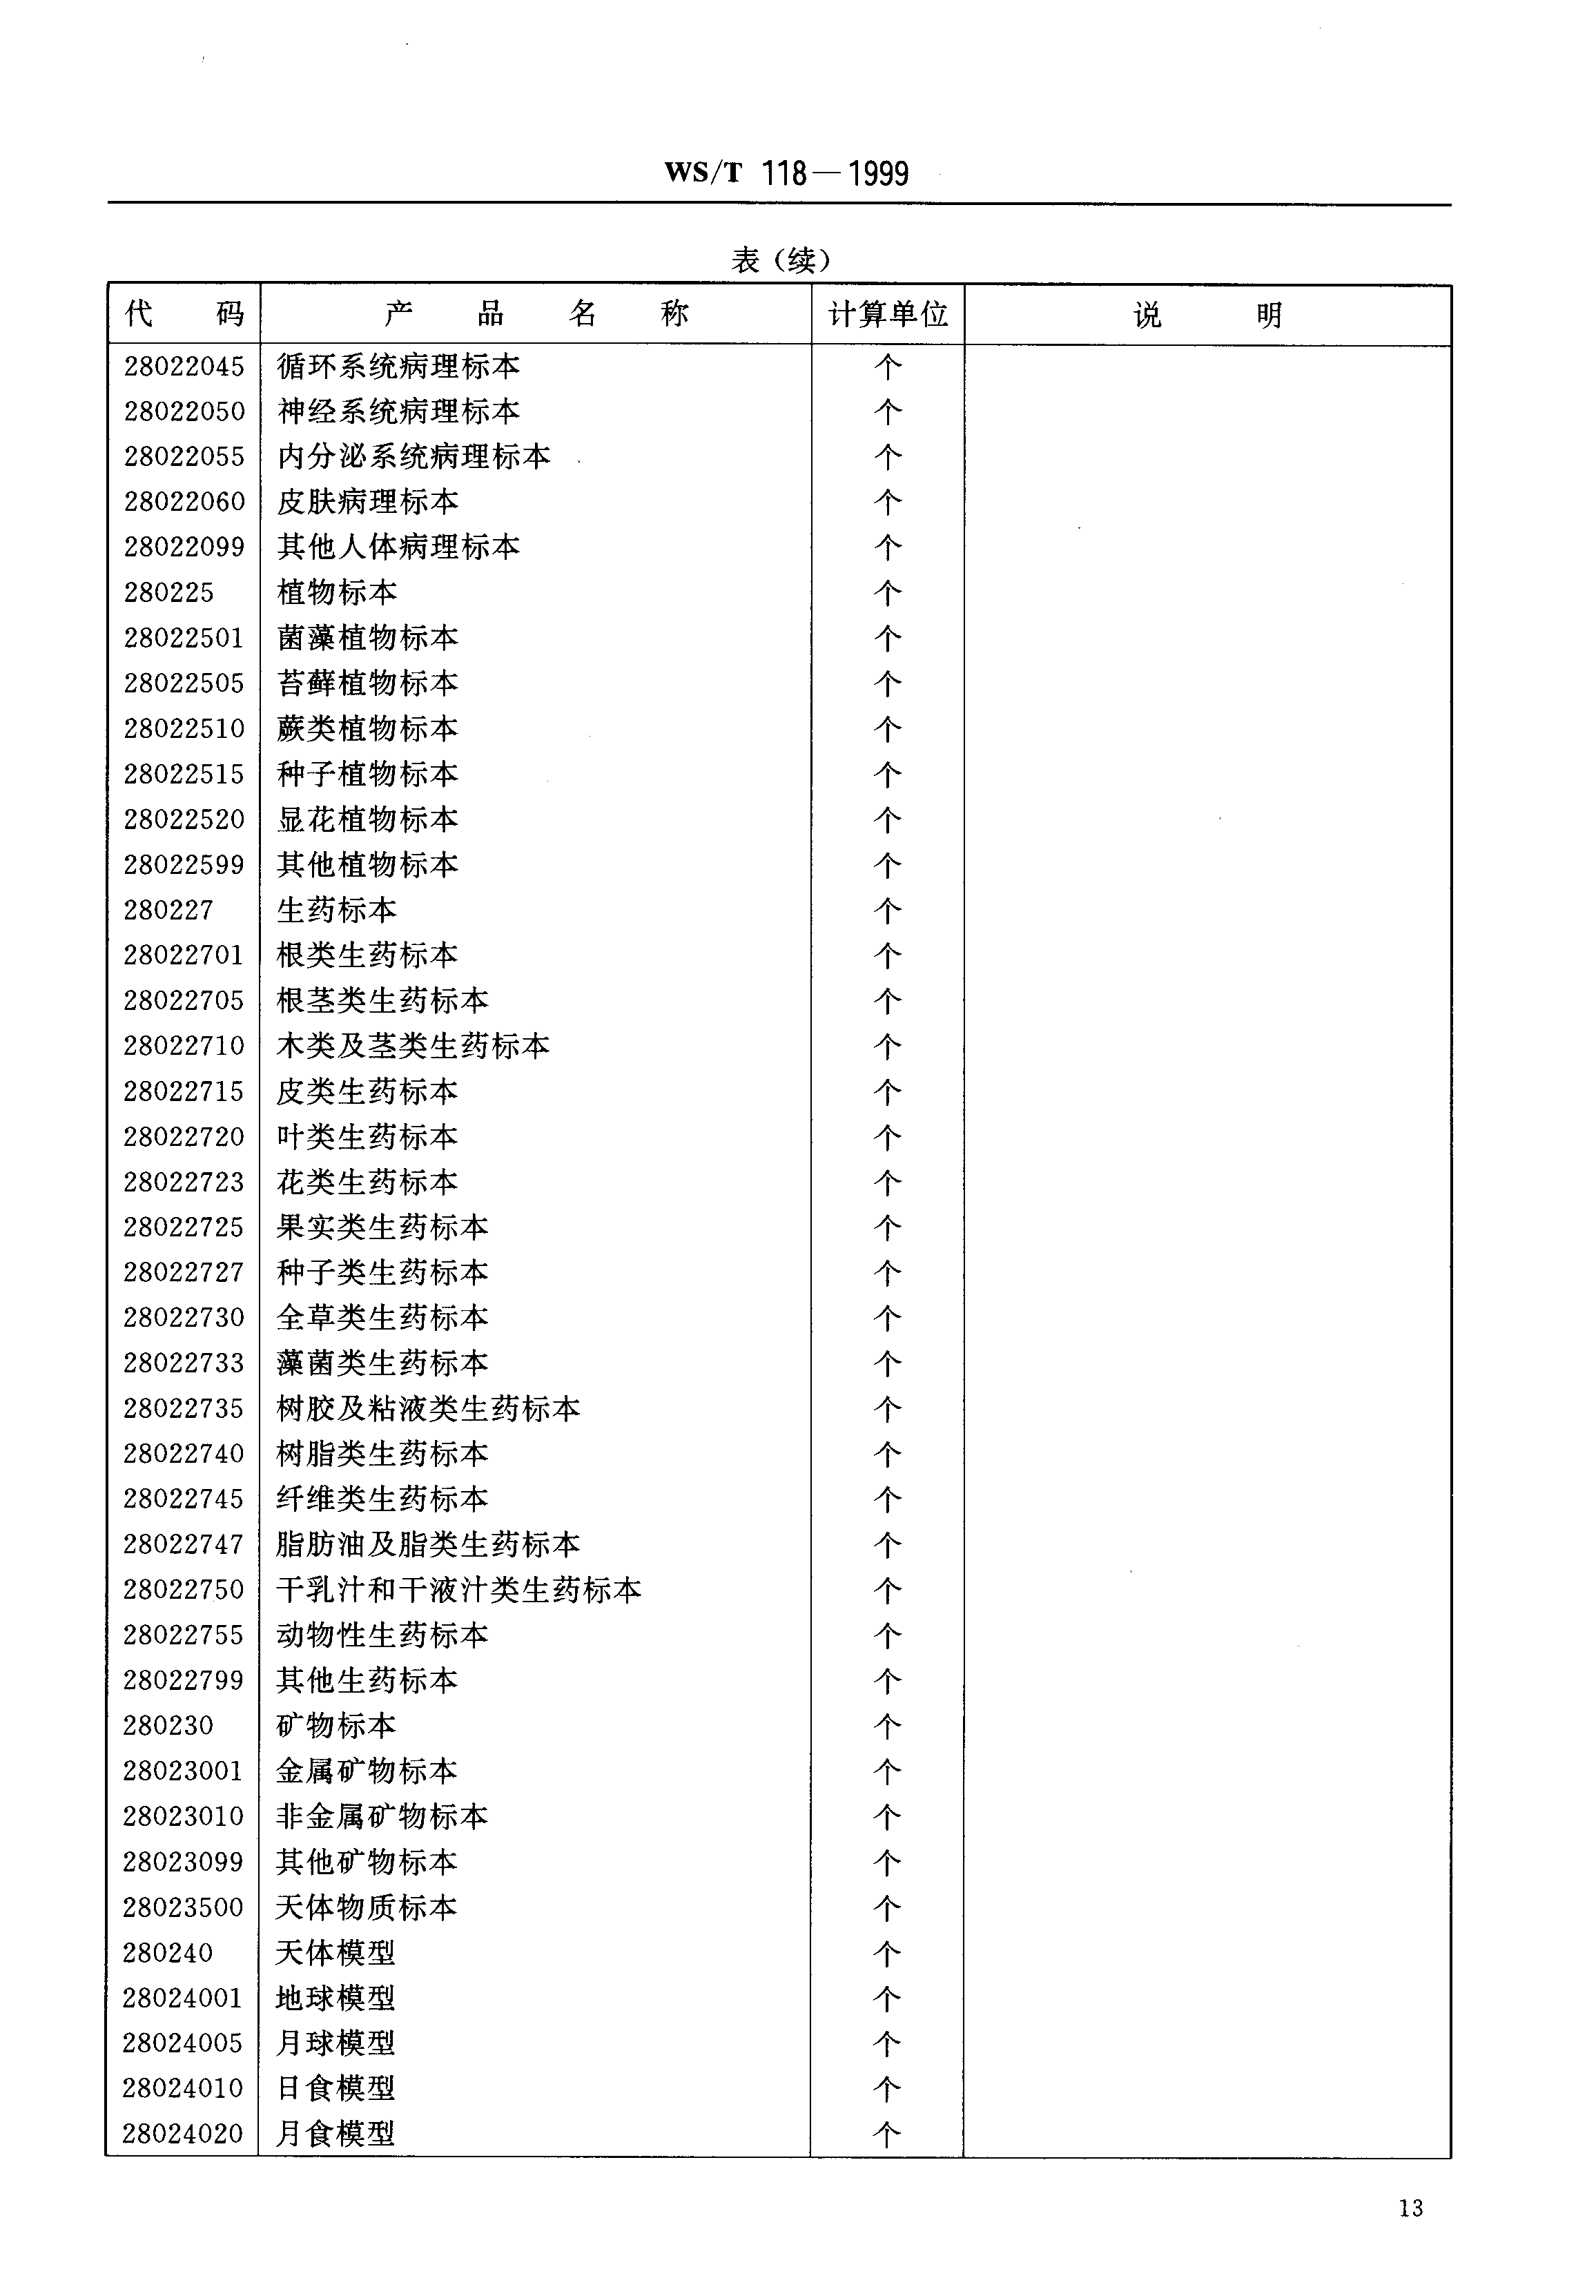 WS/T 118—1999
表（续）
代 码 产 品 名 称 计算单位 说 明
28022045 循环系统病理标本 个
28022050 神经系统病理标本 个
28022055 内分泌系统病理标本 个
28022060 皮肤病理标本 个
28022099 其他人体病理标本 个
280225 植物标本 个
28022501 菌藻植物标本 个
28022505 苔藓植物标本 个
28022510 蕨类植物标本 个
28022515 种子植物标本 个
28022520 显花植物标本 个
28022599 其他植物标本 个
280227 生药标本 个
28022701 根类生药标本 个
28022705 根茎类生药标本 个
28022710 木类及茎类生药标本 个
28022715 皮类生药标本 个
28022720 叶类生药标本 个
28022723 花类生药标本 个
28022725 果实类生药标本 个
28022727 种子类生药标本 个
28022730 全草类生药标本 个
28022733 藻菌类生药标本 个
28022735 树胶及粘液类生药标本 个
28022740 树脂类生药标本 个
28022745 纤维类生药标本 个
28022747 脂肪油及脂类生药标本 个
28022750 干乳汁和干液汁类生药标本 个
28022755 动物性生药标本 个
28022799 其他生药标本 个
280230 矿物标本 个
28023001 金属矿物标本 个
28023010 非金属矿物标本 个
28023099 其他矿物标本 个
28023500 天体物质标本 个
280240 天体模型 个
28024001 地球模型 个
28024005 月球模型 个
28024010 日食模型 个
28024020 月食模型 个
13